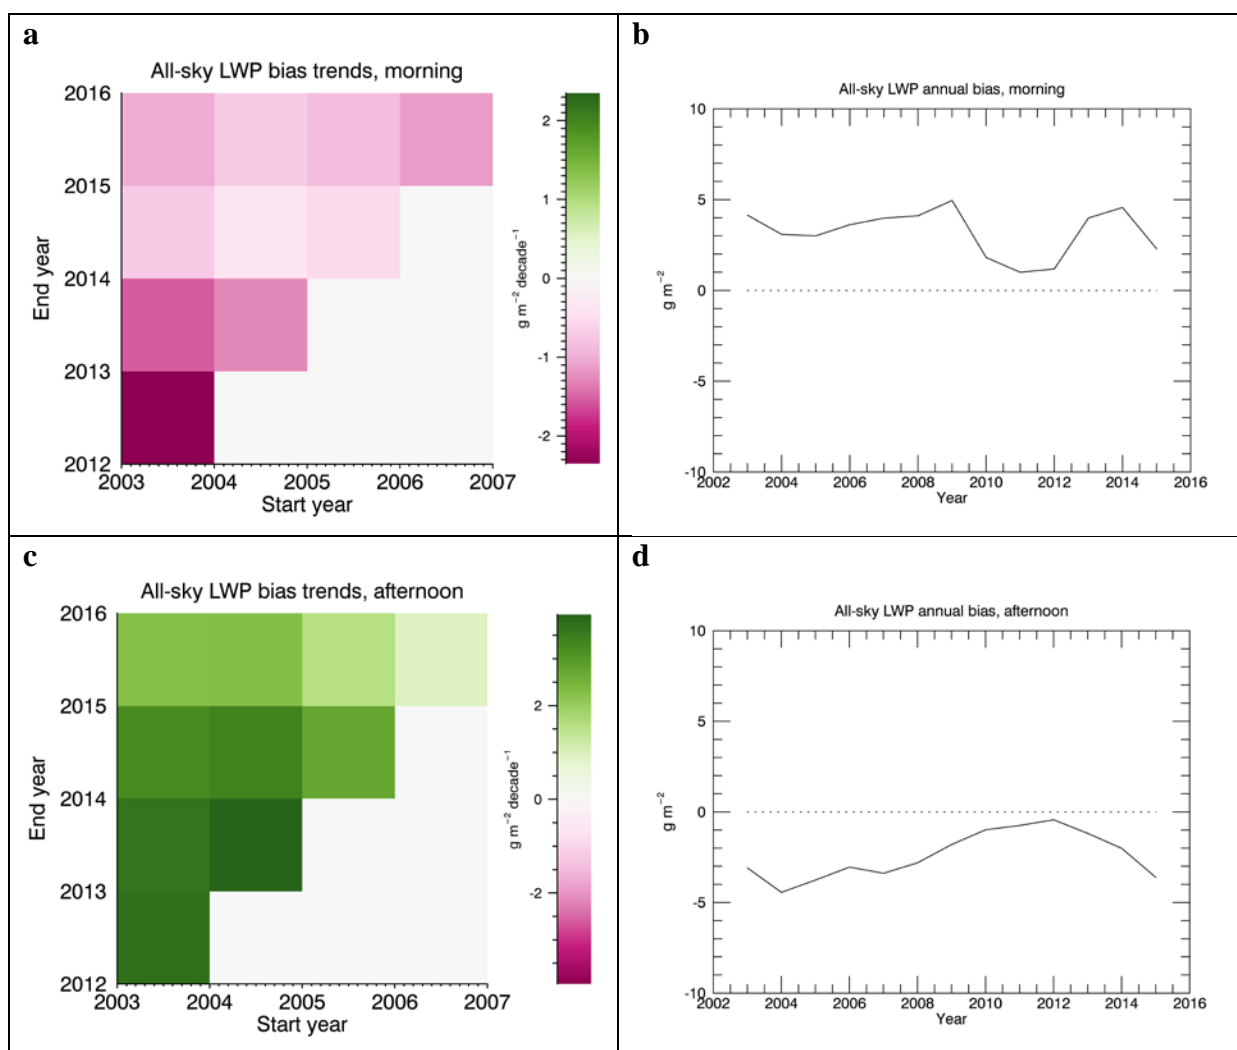 a
All-sky LWP bias trends, morning
2016
2015
2014
2013
2012
End year
2003 2004 2005 2006 2007
Start year
2
1
0
-1
-2
g m⁻² decade⁻¹
b
All-sky LWP annual bias, morning
10
5
0
-5
-10
g m⁻²
2002 2004 2006 2008 2010 2012 2014 2016
Year
c
All-sky LWP bias trends, afternoon
2016
2015
2014
2013
2012
End year
2003 2004 2005 2006 2007
Start year
2
0
-2
g m⁻² decade⁻¹
d
All-sky LWP annual bias, afternoon
10
5
0
-5
-10
g m⁻²
2002 2004 2006 2008 2010 2012 2014 2016
Year